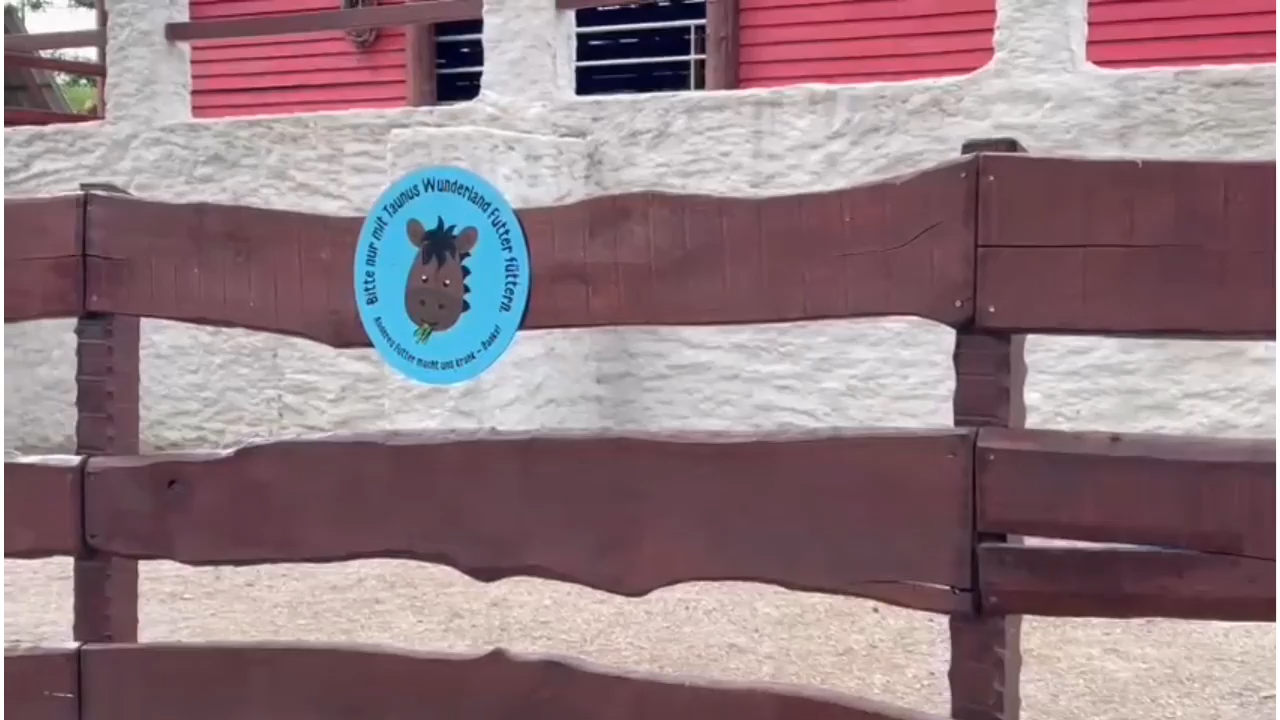 Bitte nur mit Taunus Wunderland Futter füttern.
Anderes Futter macht uns krank – Danke!